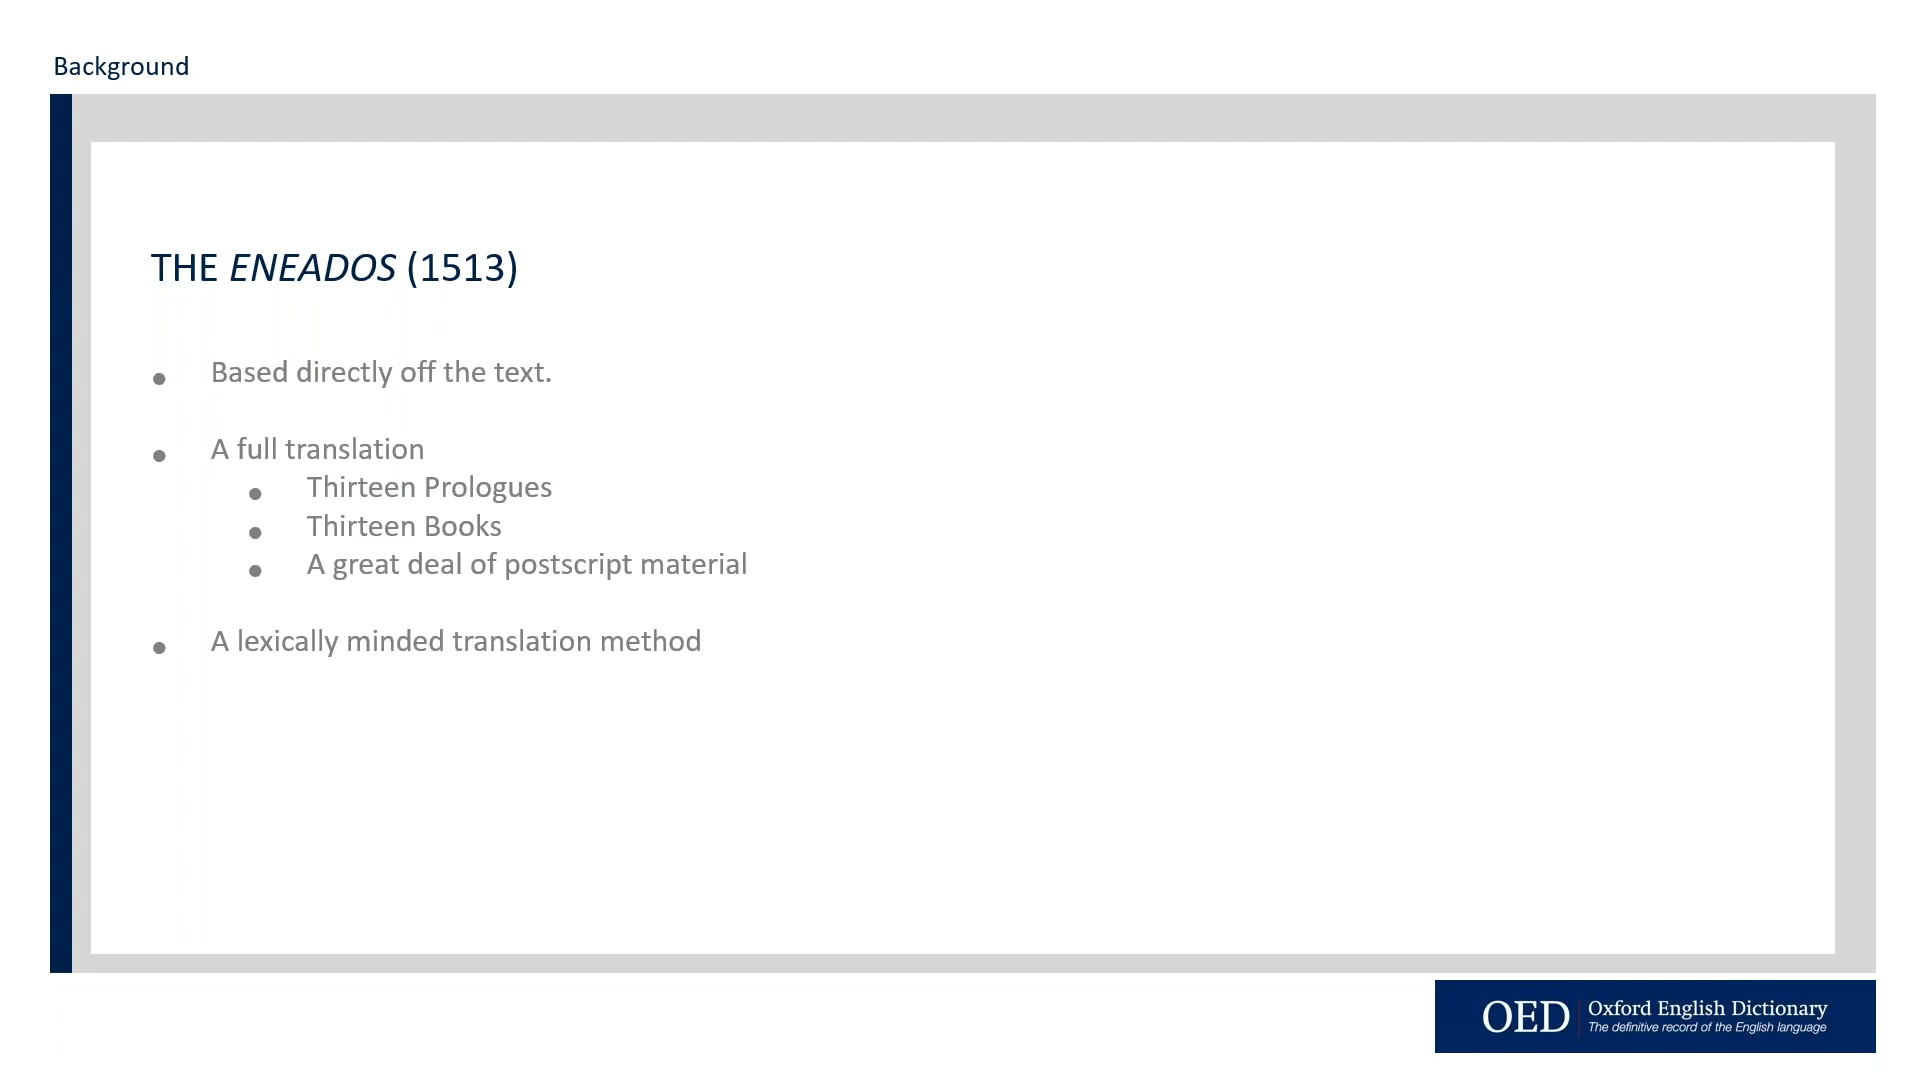 Background
THE ENEADOS (1513)
Based directly off the text.
A full translation
Thirteen Prologues
Thirteen Books
A great deal of postscript material
A lexically minded translation method
OED Oxford English Dictionary
The definitive record of the English language